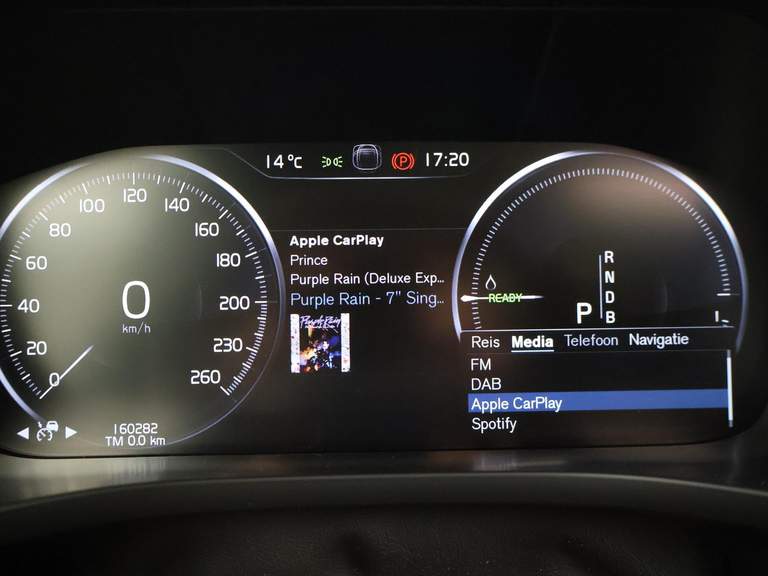 14°C
17:20
0
20
40
60
80
100
120
140
160
180
200
230
260
0
km/h
160282
TM 0.0 km
Apple CarPlay
Prince
Purple Rain (Deluxe Exp...
Purple Rain - 7" Sing...
READY
P
R
N
D
B
Reis Media Telefoon Navigatie
FM
DAB
Apple CarPlay
Spotify